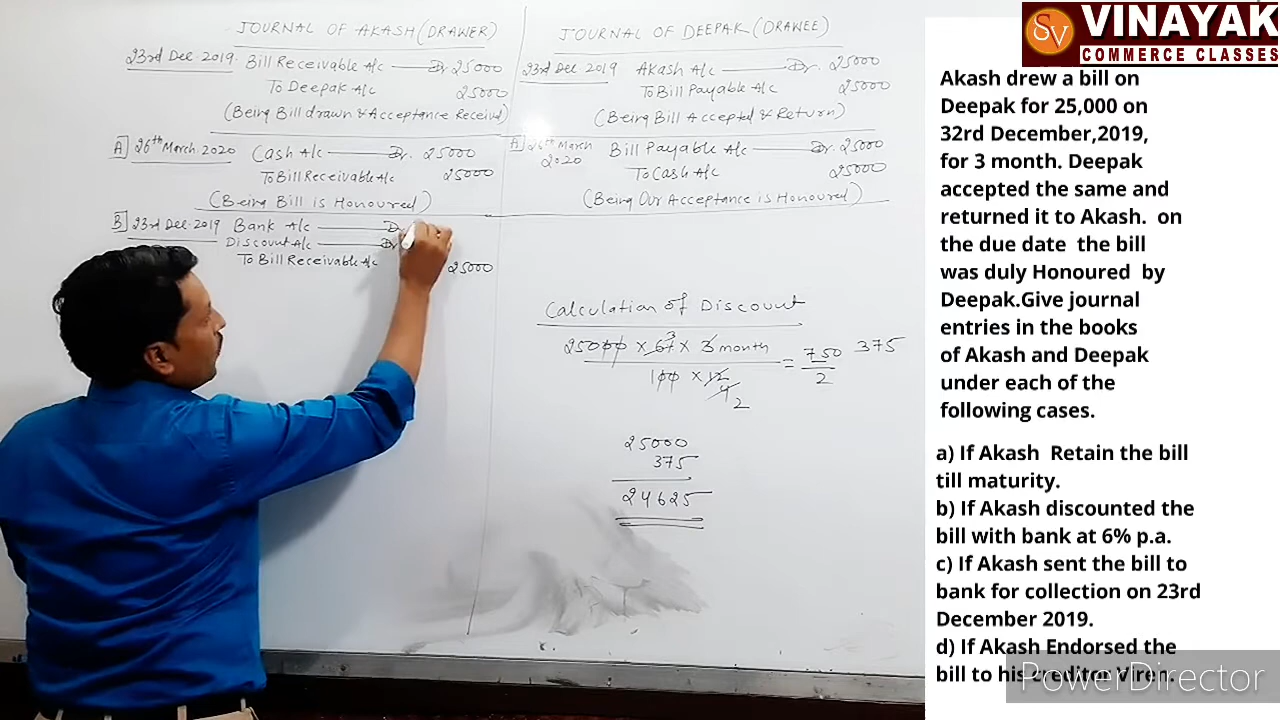 JOURNAL OF AKASH (DRAWER)
23rd Dec. 2019 Bill Receivable A/c Dr. 25000
To Deepak A/c 25000
(Being Bill drawn & Acceptance Received)
A] 26th March. 2020 Cash A/c Dr. 25000
To Bill Receivable A/c 25000
(Being Bill is Honoured)
B] 23rd Dec. 2019 Bank A/c
Discount A/c Dr.
To Bill Receivable A/c 25000
JOURNAL OF DEEPAK (DRAWEE)
23rd Dec 2019 Akash A/c Dr. 25000
To Bill Payable A/c 25000
(Being Bill Accepted & Return)
A] 26th March 2020 Bill Payable A/c Dr. 25000
To Cash A/c 25000
(Being Our Acceptance is Honoured)
Calculation of Discount
25000 × 6 3 × 3 month = 750 375
100 × 12 4 2 2
25000
375
24625
SV VINAYAK
COMMERCE CLASSES
Akash drew a bill on
Deepak for 25,000 on
32rd December,2019,
for 3 month. Deepak
accepted the same and
returned it to Akash. on
the due date the bill
was duly Honoured by
Deepak.Give journal
entries in the books
of Akash and Deepak
under each of the
following cases.
a) If Akash Retain the bill
till maturity.
b) If Akash discounted the
bill with bank at 6% p.a.
c) If Akash sent the bill to
bank for collection on 23rd
December 2019.
d) If Akash Endorsed the
bill to his creditor Viren.
PowerDirector